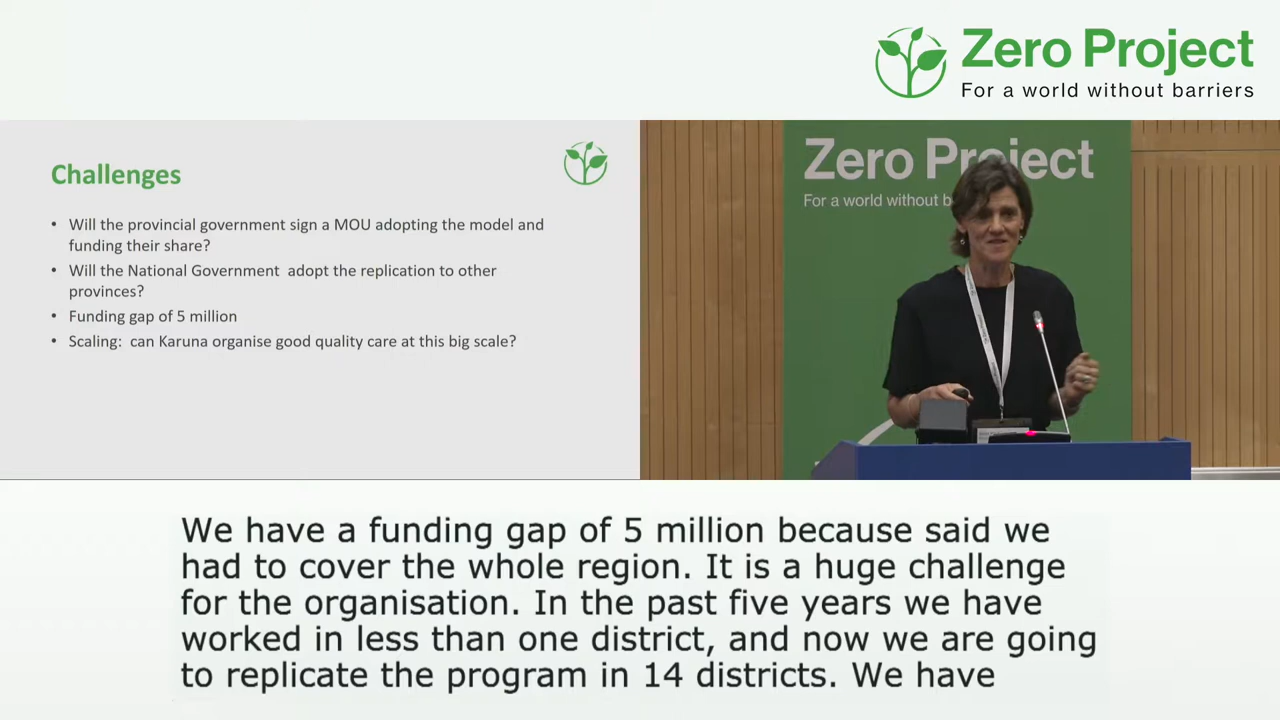 Zero Project
For a world without barriers
Challenges
• Will the provincial government sign a MOU adopting the model and
funding their share?
• Will the National Government adopt the replication to other
provinces?
• Funding gap of 5 million
• Scaling: can Karuna organise good quality care at this big scale?
Zero Project
For a world without b
We have a funding gap of 5 million because said we
had to cover the whole region. It is a huge challenge
for the organisation. In the past five years we have
worked in less than one district, and now we are going
to replicate the program in 14 districts. We have